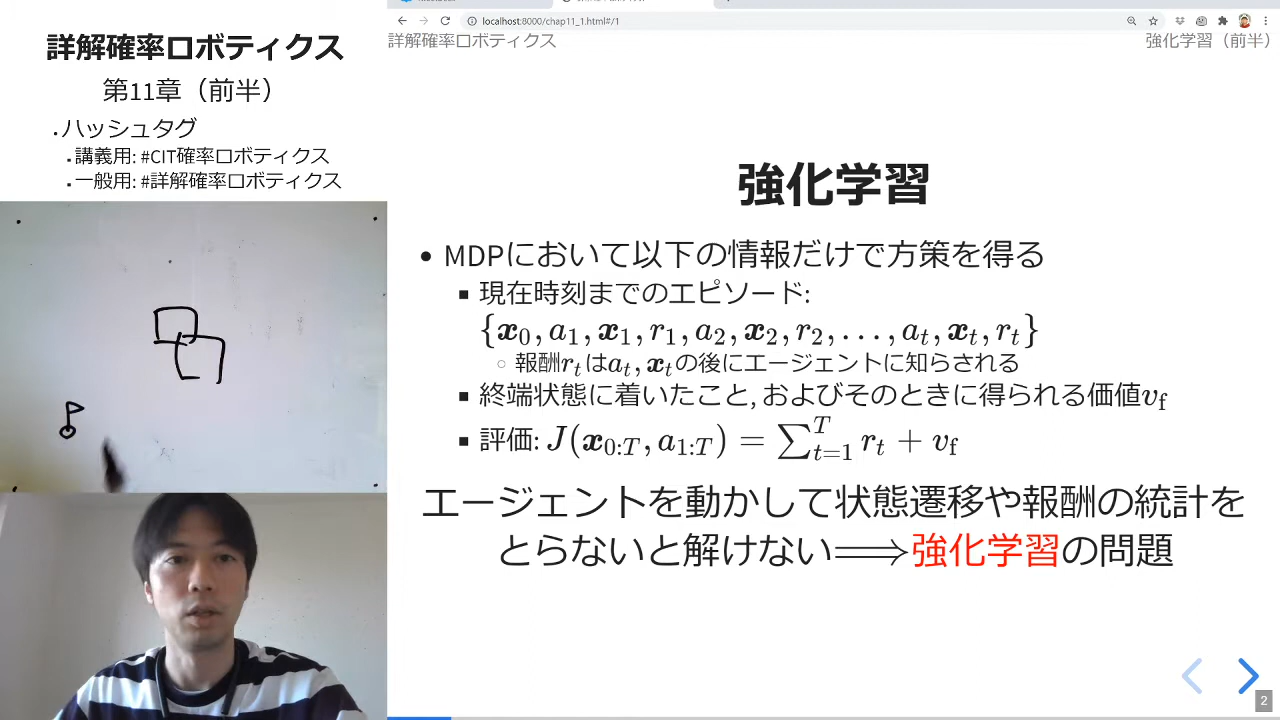 詳解確率ロボティクス
第11章（前半）
ハッシュタグ
講義用: #CIT確率ロボティクス
一般用: #詳解確率ロボティクス
localhost:8000/chap11_1.html#/1
詳解確率ロボティクス
強化学習（前半）
強化学習
MDPにおいて以下の情報だけで方策を得る
現在時刻までのエピソード:
{x₀, a₁, x₁, r₁, a₂, x₂, r₂, ..., aₜ, xₜ, rₜ}
報酬rₜはaₜ, xₜの後にエージェントに知らされる
終端状態に着いたこと, およびそのときに得られる価値v_f
評価: J(x_{0:T}, a_{1:T}) = ∑_{t=1}^{T} rₜ + v_f
エージェントを動かして状態遷移や報酬の統計を
とらないと解けない⟹強化学習の問題
2